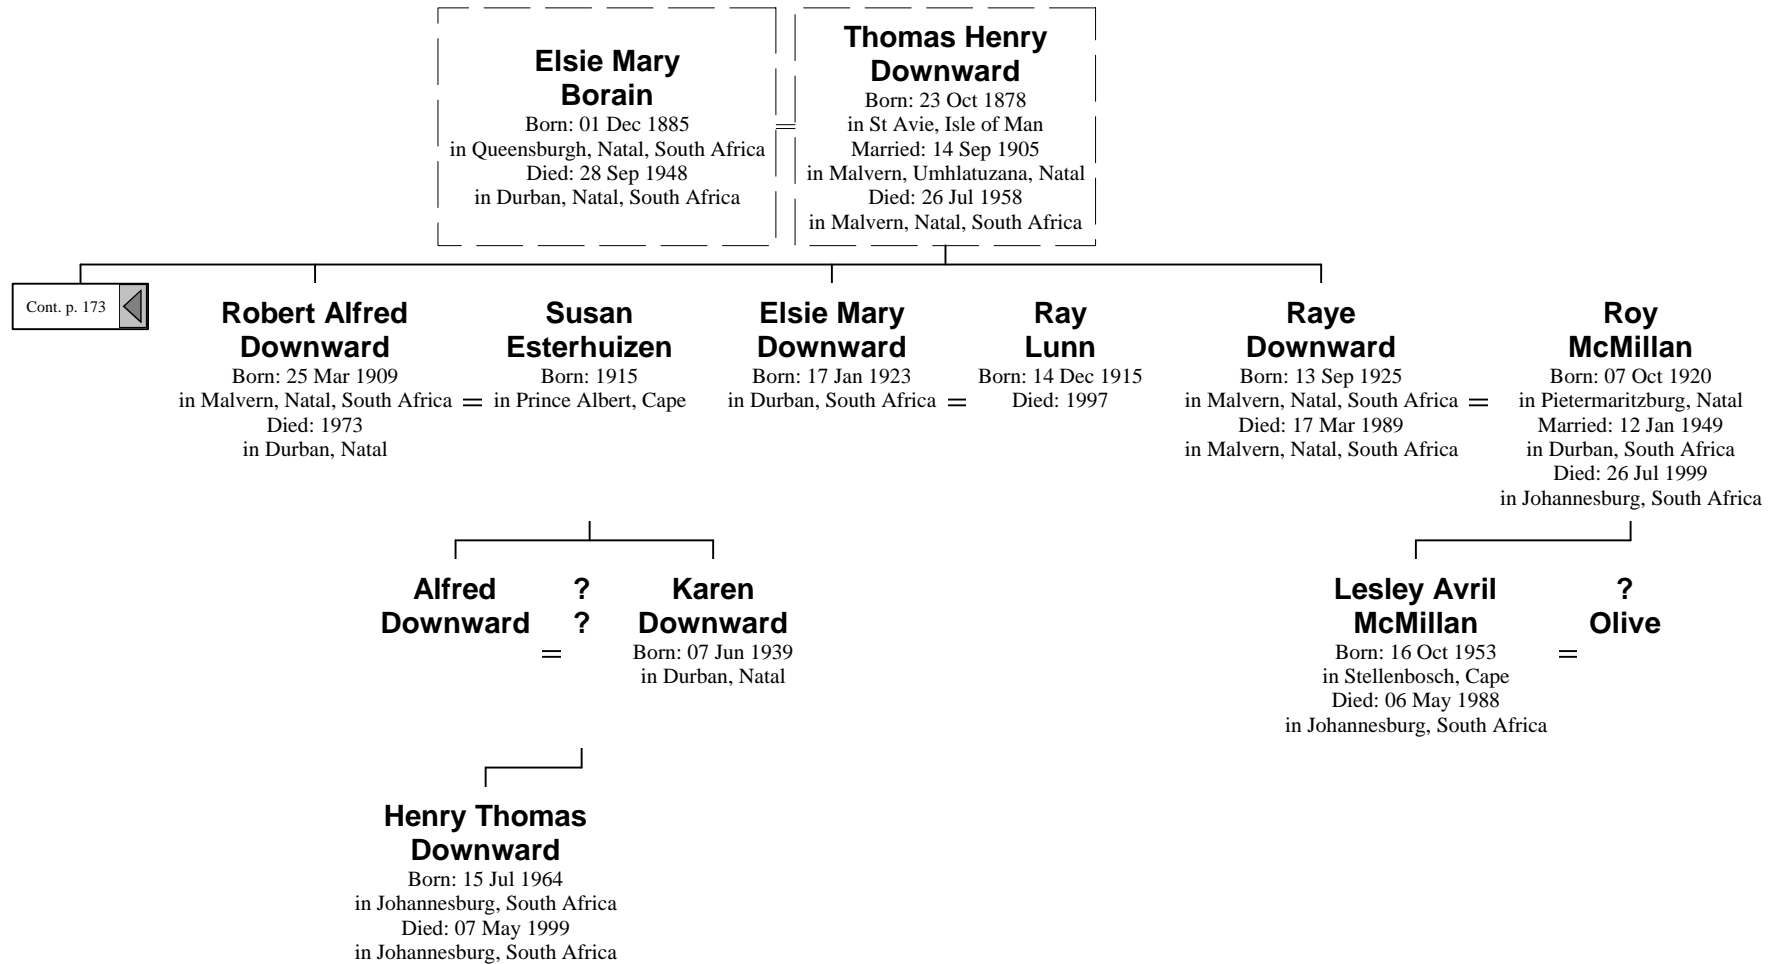 Elsie Mary
Borain
Born: 01 Dec 1885
in Queensburgh, Natal, South Africa
Died: 28 Sep 1948
in Durban, Natal, South Africa
=
Thomas Henry
Downward
Born: 23 Oct 1878
in St Avie, Isle of Man
Married: 14 Sep 1905
in Malvern, Umhlatuzana, Natal
Died: 26 Jul 1958
in Malvern, Natal, South Africa
Cont. p. 173
Robert Alfred
Downward
Born: 25 Mar 1909
in Malvern, Natal, South Africa
Died: 1973
in Durban, Natal
=
Susan
Esterhuizen
Born: 1915
in Prince Albert, Cape
Elsie Mary
Downward
Born: 17 Jan 1923
in Durban, South Africa
=
Ray
Lunn
Born: 14 Dec 1915
Died: 1997
Raye
Downward
Born: 13 Sep 1925
in Malvern, Natal, South Africa
Died: 17 Mar 1989
in Malvern, Natal, South Africa
=
Roy
McMillan
Born: 07 Oct 1920
in Pietermaritzburg, Natal
Married: 12 Jan 1949
in Durban, South Africa
Died: 26 Jul 1999
in Johannesburg, South Africa
Alfred
Downward
=
?
?
Karen
Downward
Born: 07 Jun 1939
in Durban, Natal
Lesley Avril
McMillan
Born: 16 Oct 1953
in Stellenbosch, Cape
Died: 06 May 1988
in Johannesburg, South Africa
=
?
Olive
Henry Thomas
Downward
Born: 15 Jul 1964
in Johannesburg, South Africa
Died: 07 May 1999
in Johannesburg, South Africa